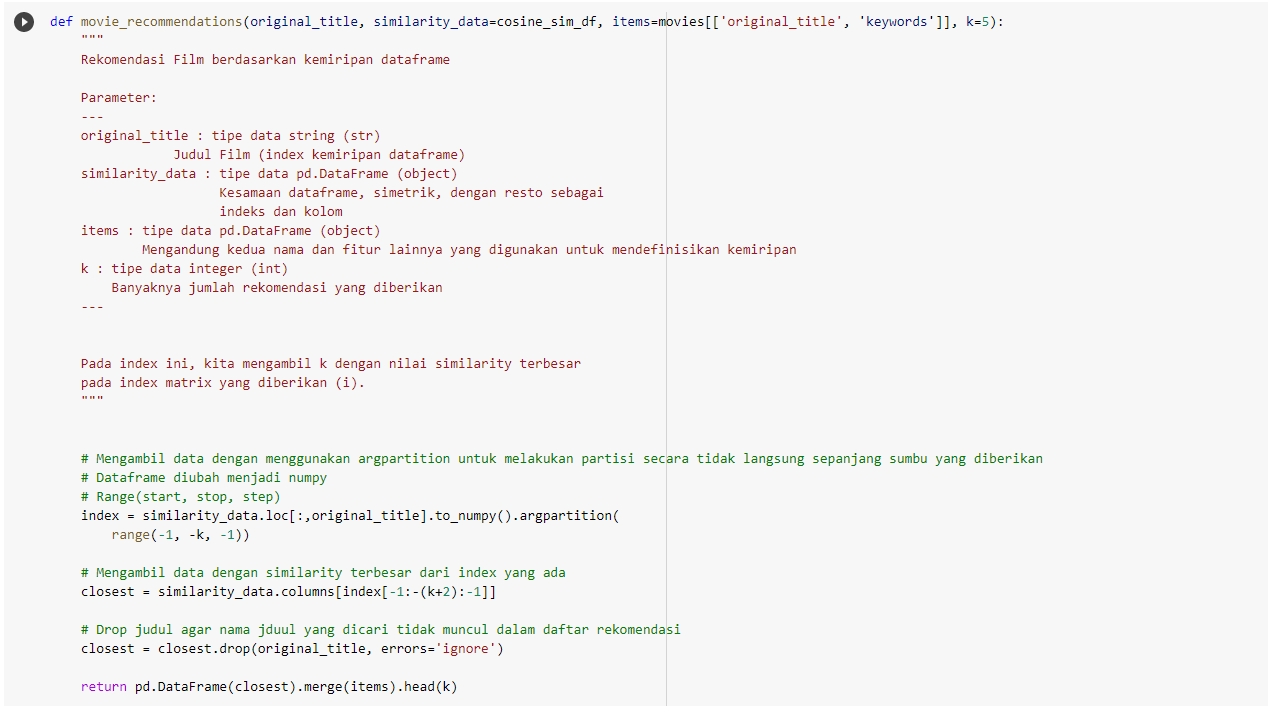 def movie_recommendations(original_title, similarity_data=cosine_sim_df, items=movies[['original_title', 'keywords']], k=5):
    """
    Rekomendasi Film berdasarkan kemiripan dataframe

    Parameter:
    ---
    original_title : tipe data string (str)
                Judul Film (index kemiripan dataframe)
    similarity_data : tipe data pd.DataFrame (object)
                      Kesamaan dataframe, simetrik, dengan resto sebagai
                      indeks dan kolom
    items : tipe data pd.DataFrame (object)
            Mengandung kedua nama dan fitur lainnya yang digunakan untuk mendefinisikan kemiripan
    k : tipe data integer (int)
        Banyaknya jumlah rekomendasi yang diberikan
    ---


    Pada index ini, kita mengambil k dengan nilai similarity terbesar
    pada index matrix yang diberikan (i).
    """


    # Mengambil data dengan menggunakan argpartition untuk melakukan partisi secara tidak langsung sepanjang sumbu yang diberikan
    # Dataframe diubah menjadi numpy
    # Range(start, stop, step)
    index = similarity_data.loc[:,original_title].to_numpy().argpartition(
        range(-1, -k, -1))

    # Mengambil data dengan similarity terbesar dari index yang ada
    closest = similarity_data.columns[index[-1:-(k+2):-1]]

    # Drop judul agar nama jduul yang dicari tidak muncul dalam daftar rekomendasi
    closest = closest.drop(original_title, errors='ignore')

    return pd.DataFrame(closest).merge(items).head(k)